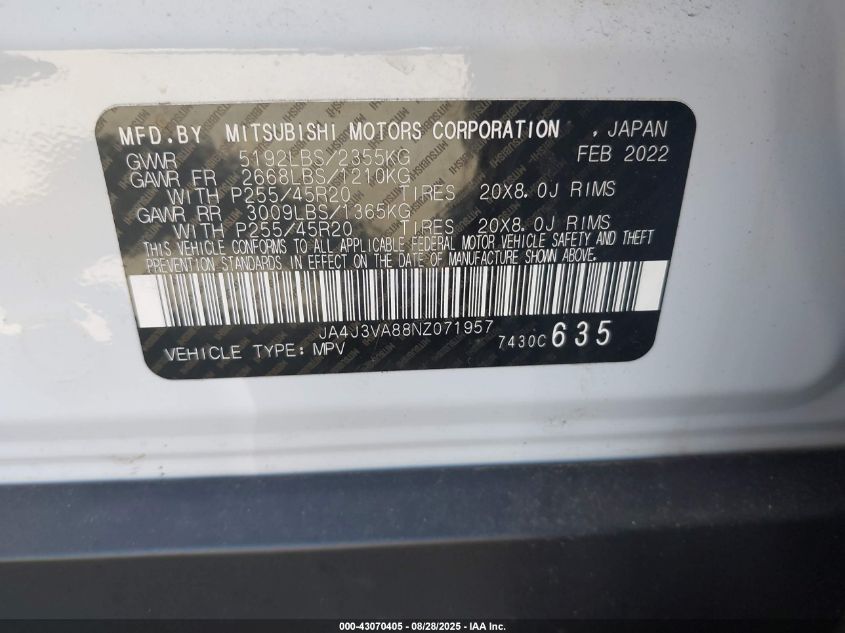 MFD.BY MITSUBISHI MOTORS CORPORATION , JAPAN
GVWR 5192LBS/2355KG FEB 2022
GAWR FR 2668LBS/1210KG
WITH P255/45R20 TIRES 20X8.0J RIMS
GAWR RR 3009LBS/1365KG
WITH P255/45R20 TIRES 20X8.0J RIMS
THIS VEHICLE CONFORMS TO ALL APPLICABLE FEDERAL MOTOR VEHICLE SAFETY AND THEFT
PREVENTION STANDARDS IN EFFECT ON THE DATE OF MANUFACTURE SHOWN ABOVE.
JA4J3VA88NZ071957
VEHICLE TYPE: MPV 7430C 635
000-43070405 - 08/28/2025 - IAA Inc.